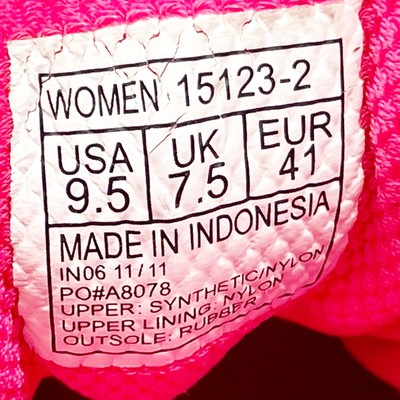 WOMEN 15123-2
USA UK EUR
9.5 7.5 41
MADE IN INDONESIA
IN06 11/11
PO#A8078
UPPER: SYNTHETIC/NYLON
UPPER LINING: NYLON
OUTSOLE: RUBBER